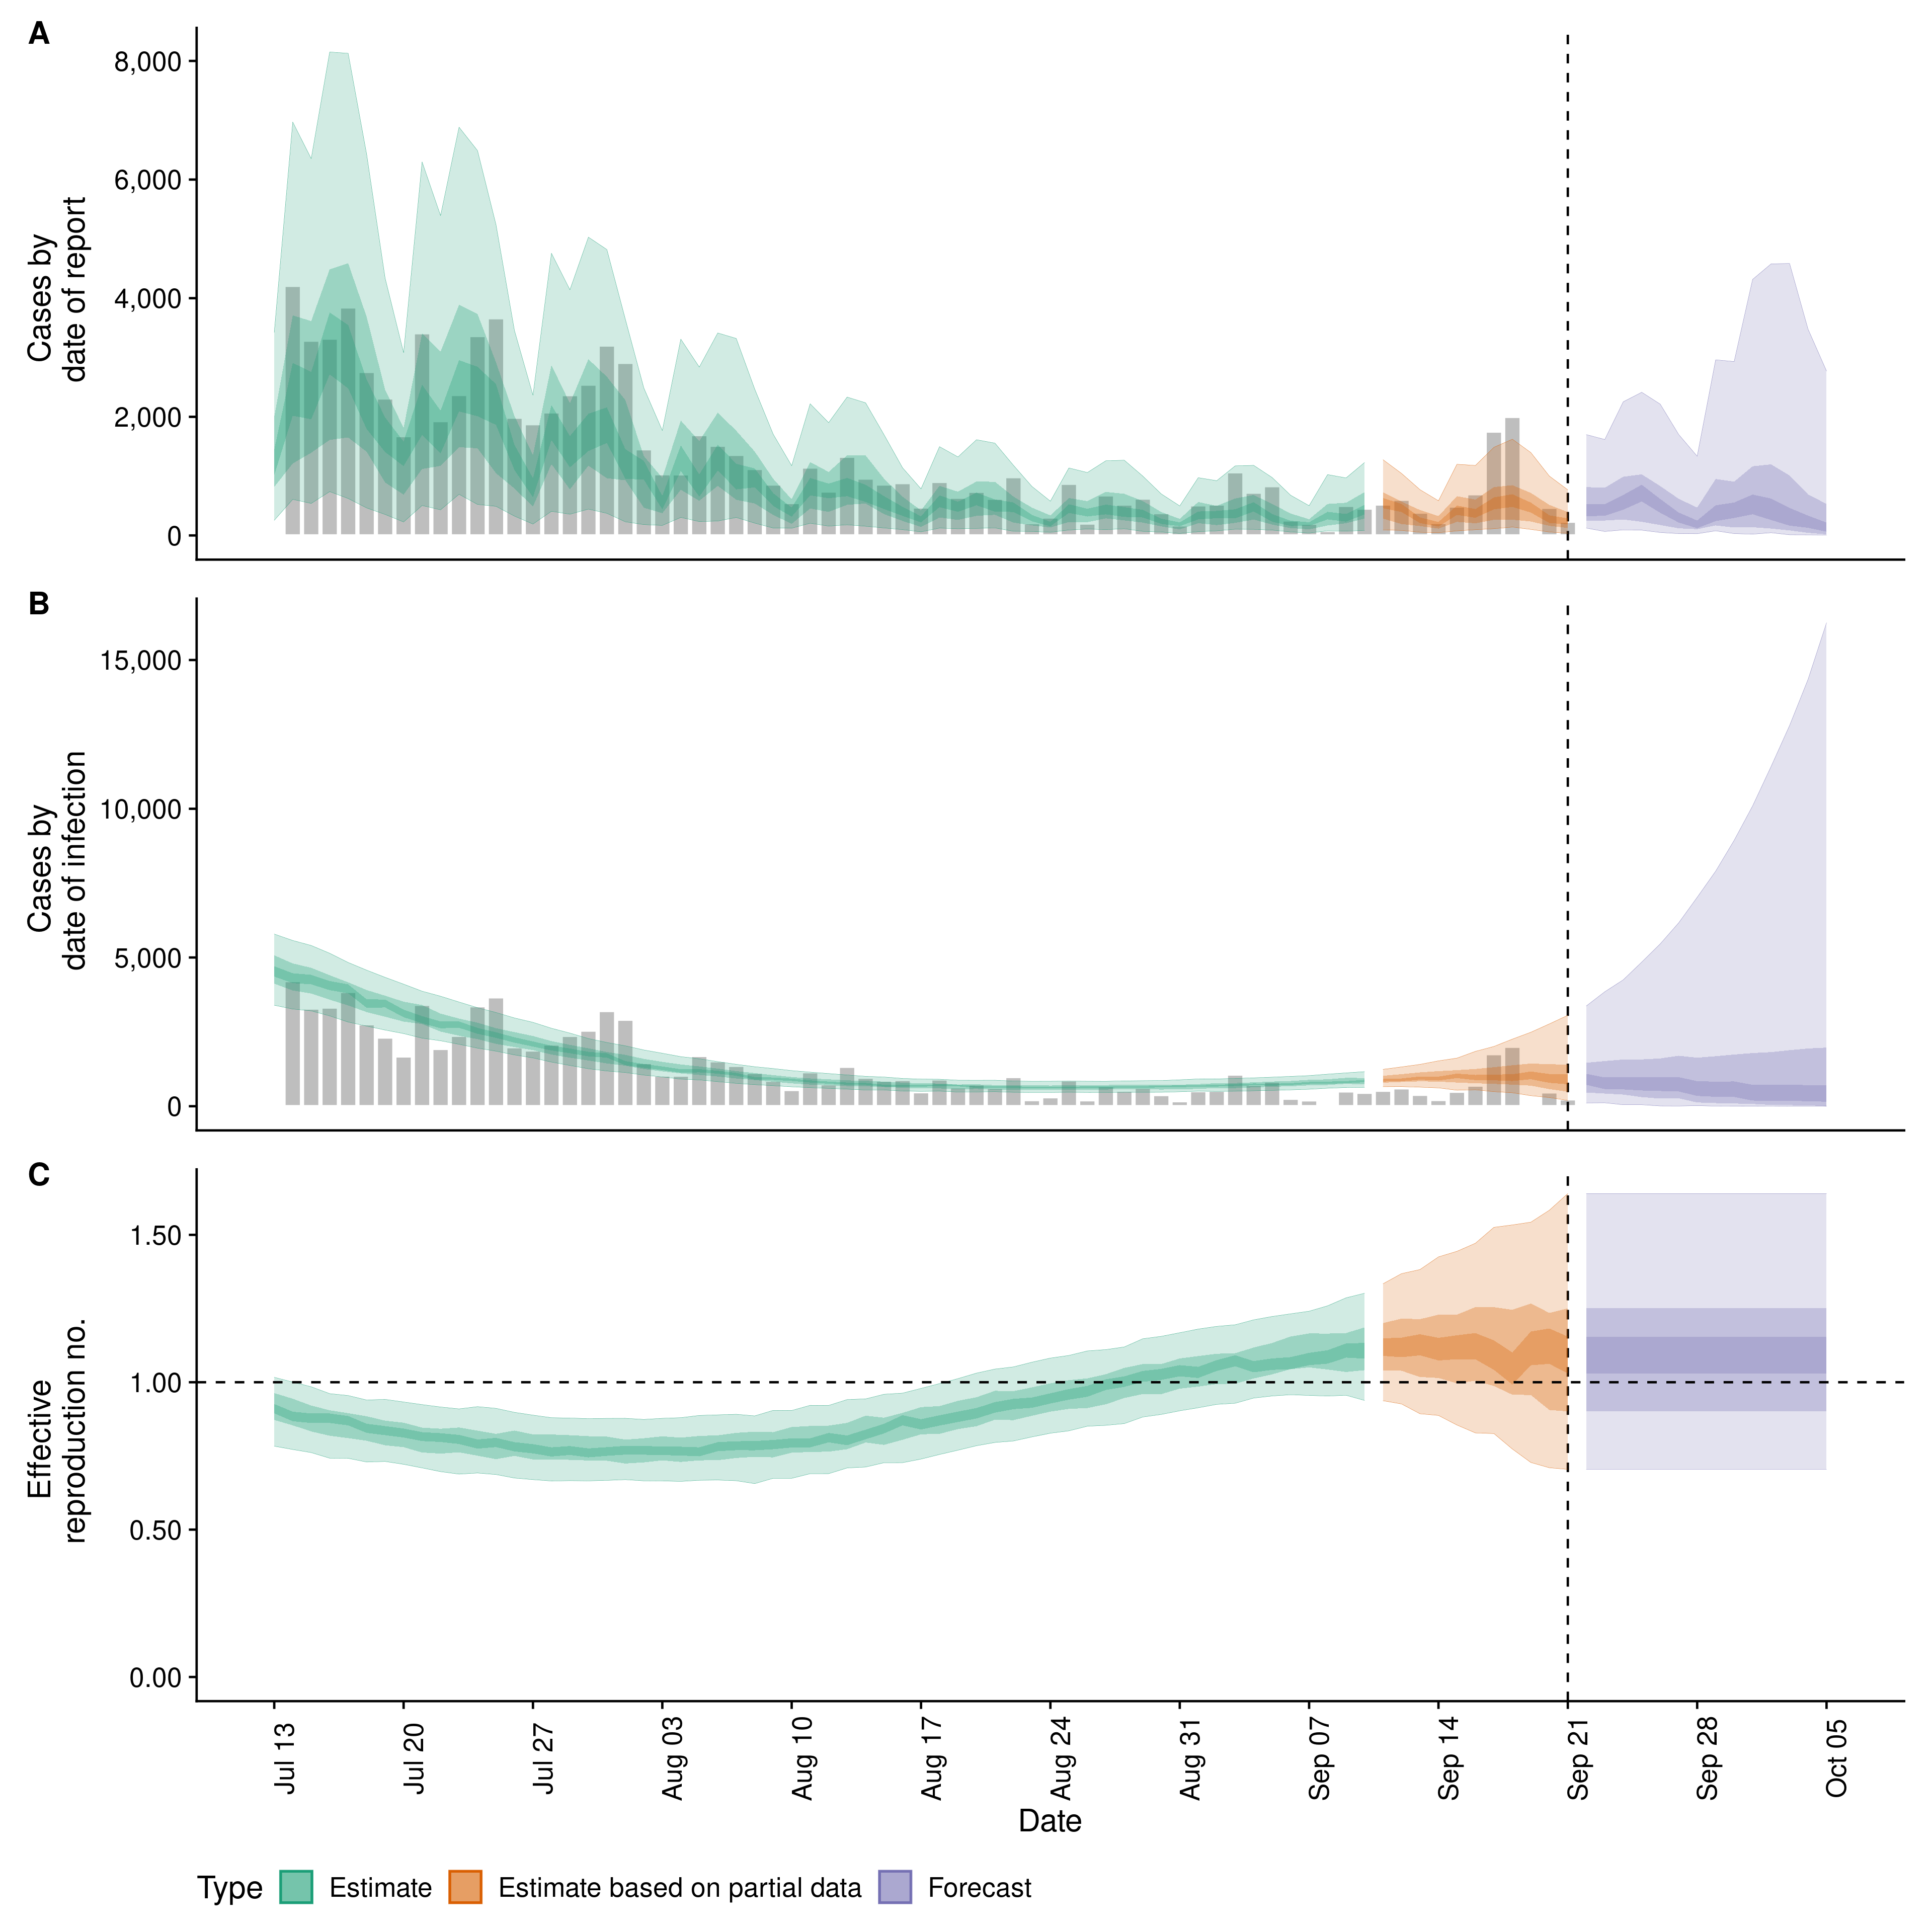 A
8,000
6,000
4,000
2,000
0
Cases by
date of report
B
15,000
10,000
5,000
0
Cases by
date of infection
C
1.50
1.00
0.50
0.00
Effective
reproduction no.
Jul 13
Jul 20
Jul 27
Aug 03
Aug 10
Aug 17
Aug 24
Aug 31
Sep 07
Sep 14
Sep 21
Sep 28
Oct 05
Date
Type Estimate Estimate based on partial data Forecast